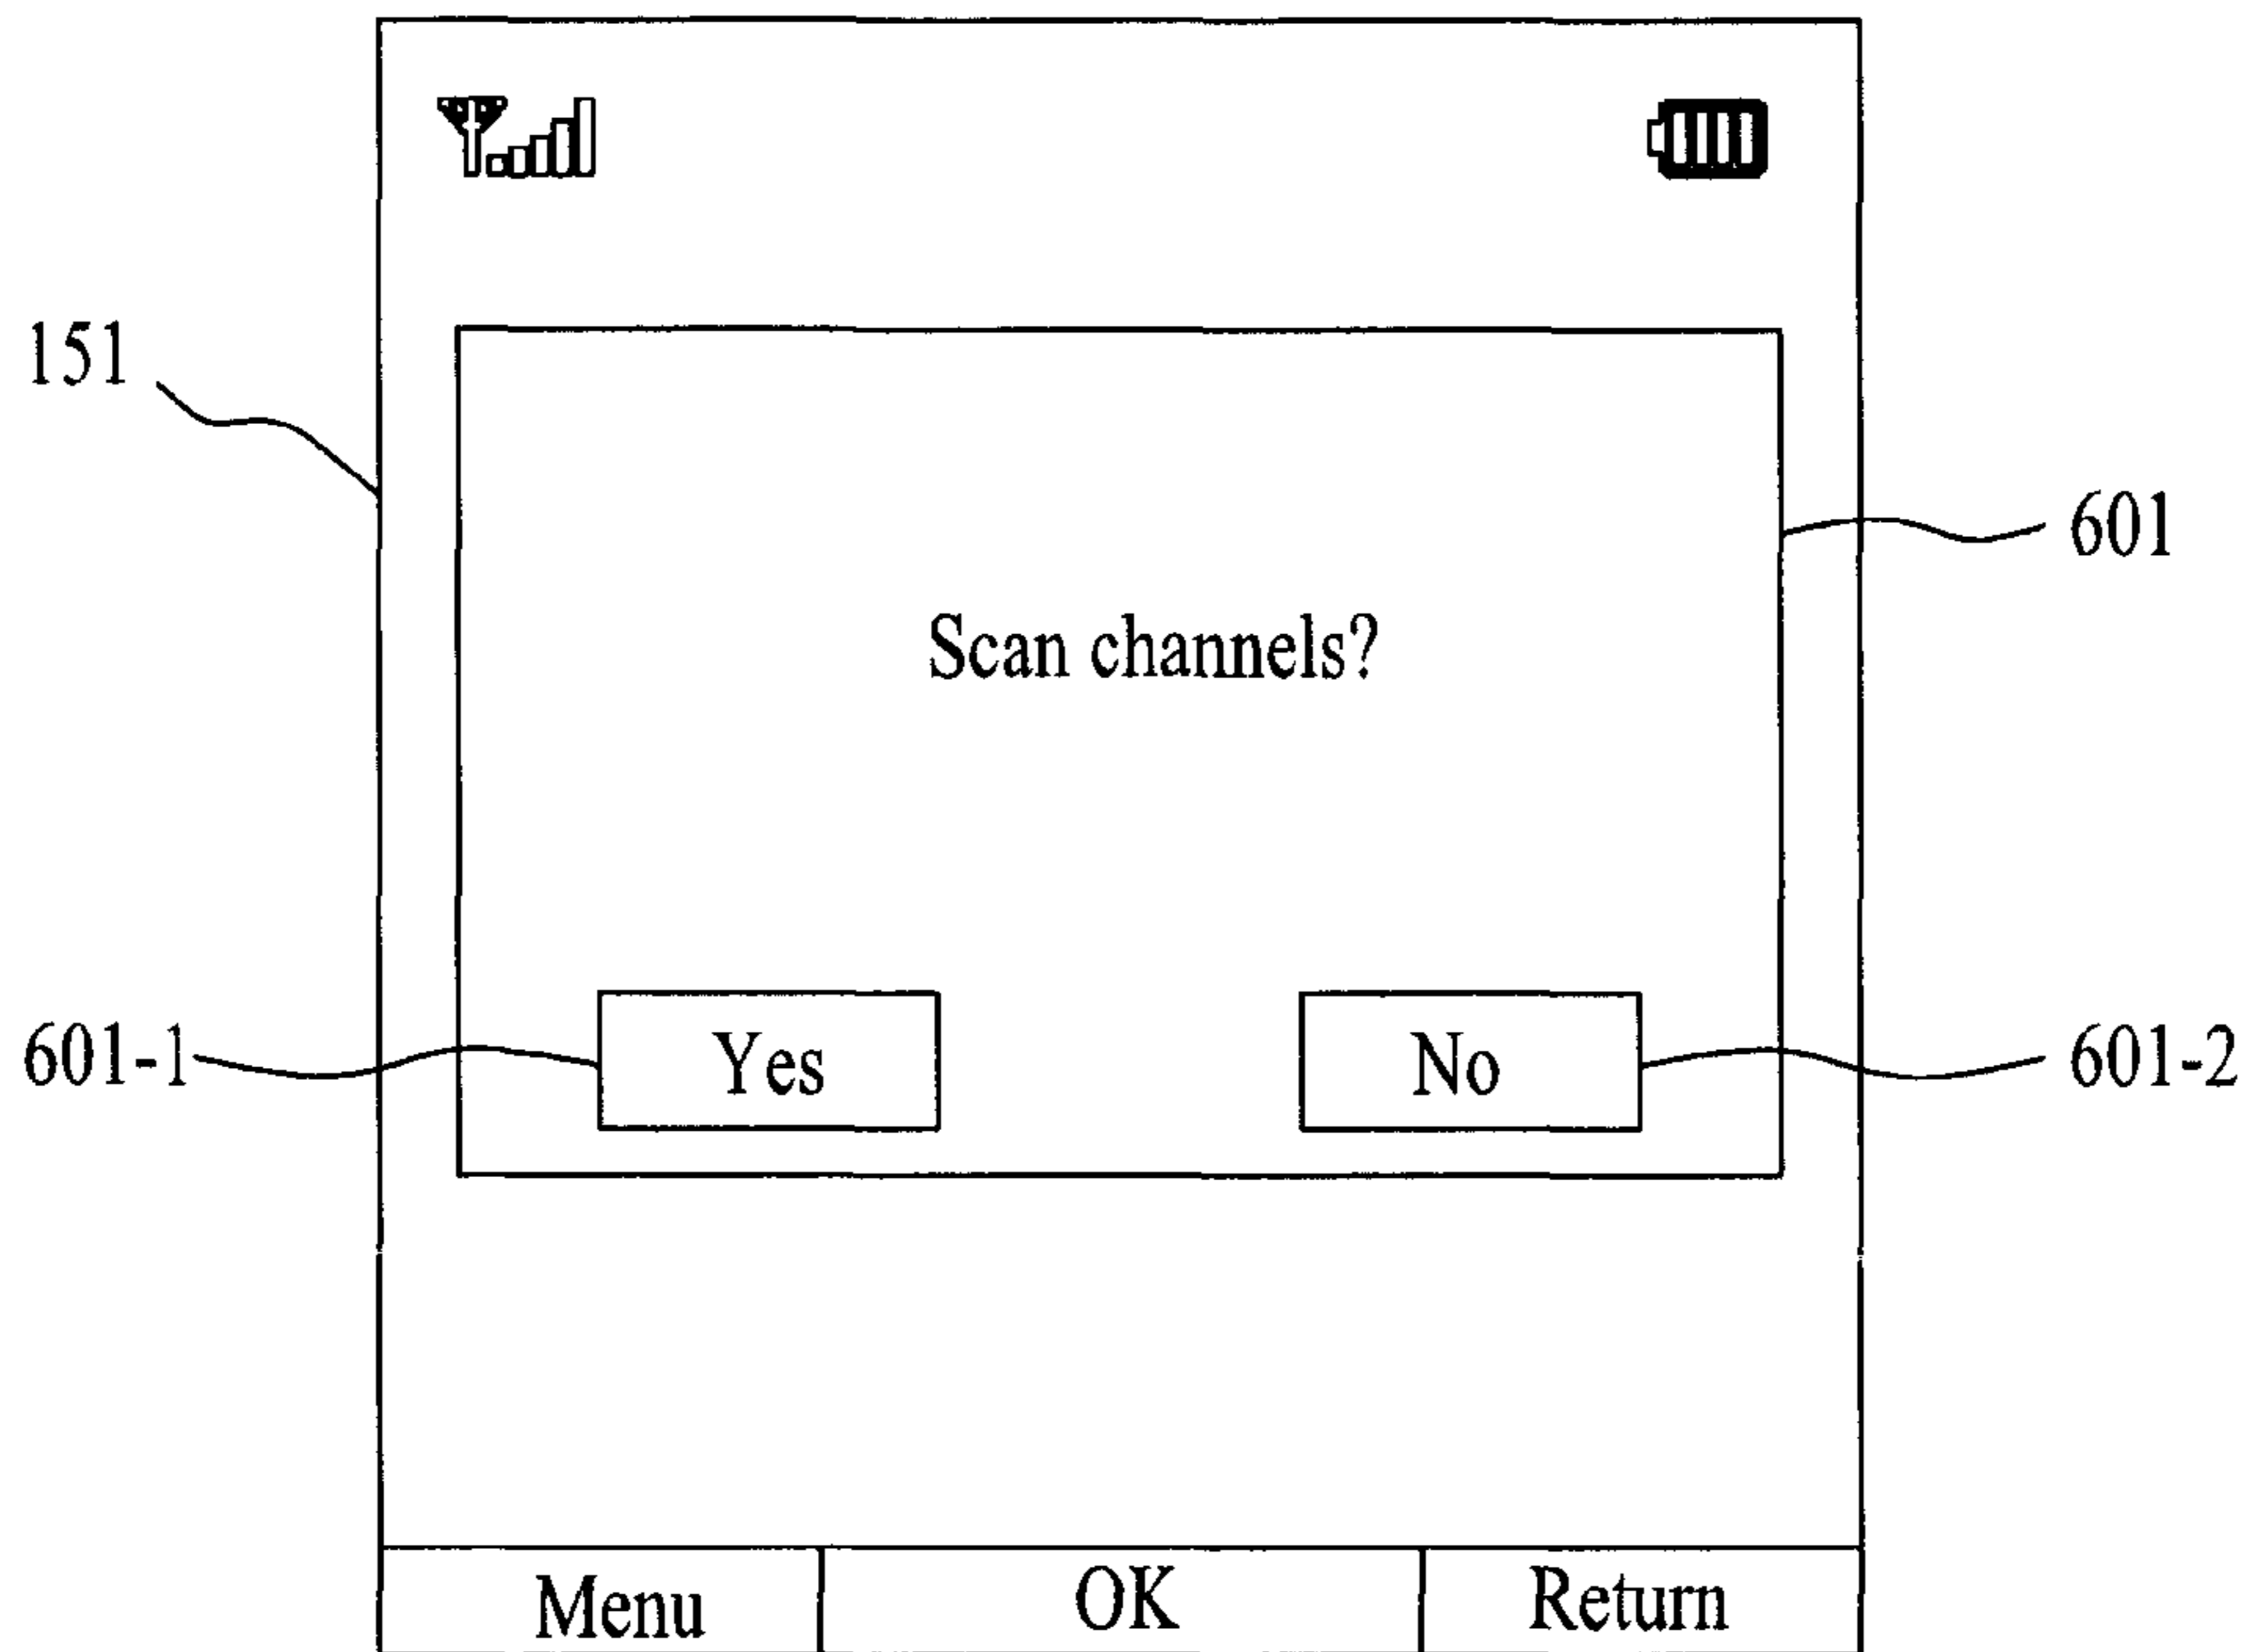 151
601
Scan channels?
601-1
Yes
No
601-2
Menu
OK
Return